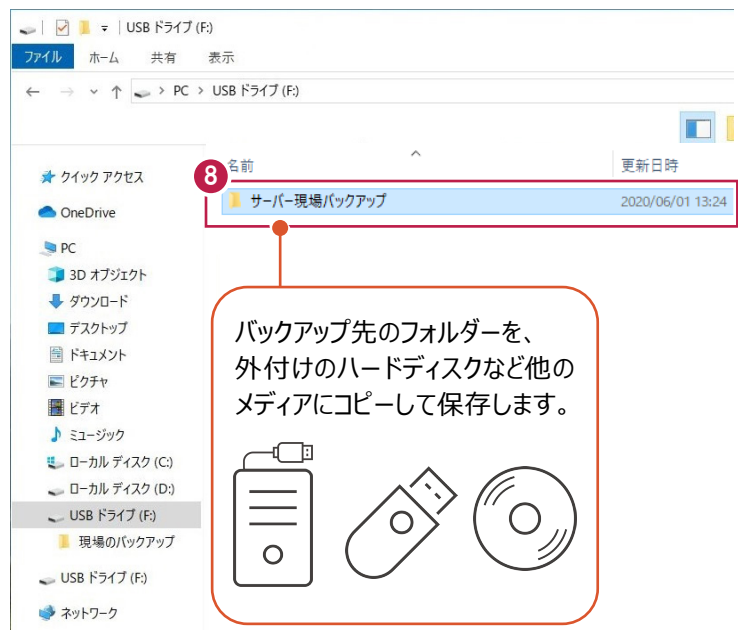 USB ドライブ (F:)
ファイル ホーム 共有 表示
PC > USB ドライブ (F:)
名前 更新日時
8
サーバー現場バックアップ 2020/06/01 13:24
クイック アクセス
OneDrive
PC
3D オブジェクト
ダウンロード
デスクトップ
ドキュメント
ピクチャ
ビデオ
ミュージック
ローカル ディスク (C:)
ローカル ディスク (D:)
USB ドライブ (F:)
現場のバックアップ
USB ドライブ (F:)
ネットワーク
バックアップ先のフォルダーを、
外付けのハードディスクなど他の
メディアにコピーして保存します。